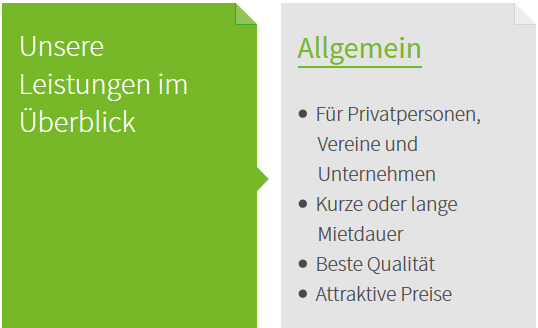 Unsere
Leistungen im
Überblick
Allgemein
● Für Privatpersonen,
Vereine und
Unternehmen
● Kurze oder lange
Mietdauer
● Beste Qualität
● Attraktive Preise